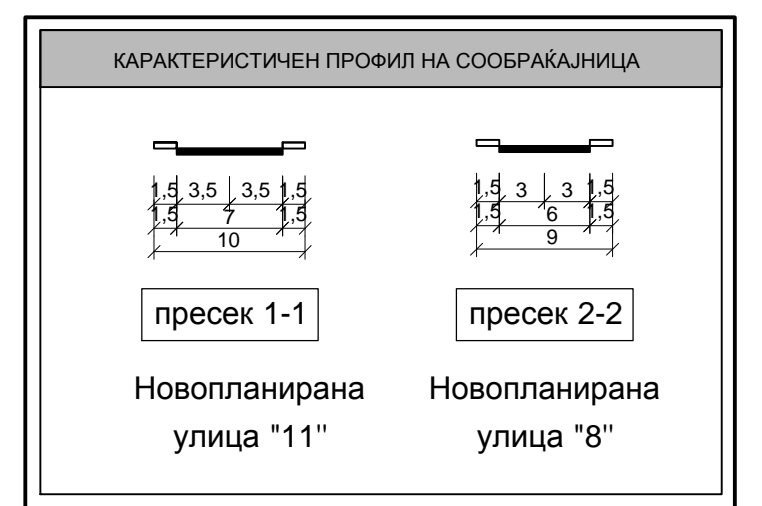 КАРАКТЕРИСТИЧЕН ПРОФИЛ НА СООБРАЌАЈНИЦА
1,5 3,5 3,5 1,5
1,5 7 1,5
10
пресек 1-1
Новопланирана
улица "11"
1,5 3 3 1,5
1,5 6 1,5
9
пресек 2-2
Новопланирана
улица "8"